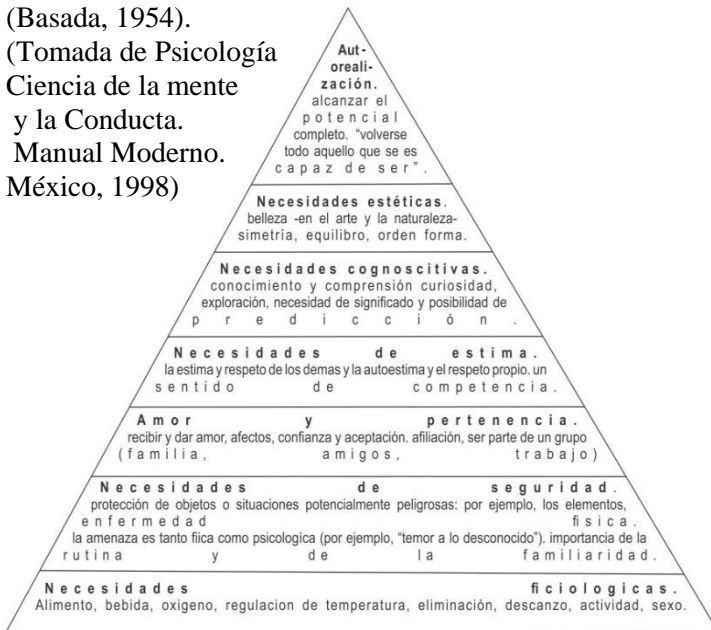 (Basada, 1954).
(Tomada de Psicología
Ciencia de la mente
y la Conducta.
Manual Moderno.
México, 1998)
Aut-
oreali-
zación.
alcanzar el
potencial
completo. “volverse
todo aquello que se es
capaz de ser”.
Necesidades estéticas.
belleza -en el arte y la naturaleza-
simetría, equilibro, orden forma.
Necesidades cognoscitivas.
conocimiento y comprensión curiosidad,
exploración, necesidad de significado y posibilidad de
predicción.
Necesidades de estima.
la estima y respeto de los demas y la autoestima y el respeto propio. un
sentido de competencia.
Amor y pertenencia.
recibir y dar amor, afectos, confianza y aceptación. afiliación, ser parte de un grupo
(familia, amigos, trabajo)
Necesidades de seguridad.
protección de objetos o situaciones potencialmente peligrosas: por ejemplo, los elementos,
enfermedad fisica.
la amenaza es tanto fiica como psicologíca (por ejemplo, “temor a lo desconocido”). importancia de la
rutina y de la familiaridad.
Necesidades ficiologicas.
Alimento, bebida, oxigeno, regulacion de temperatura, eliminación, descanzo, actividad, sexo.